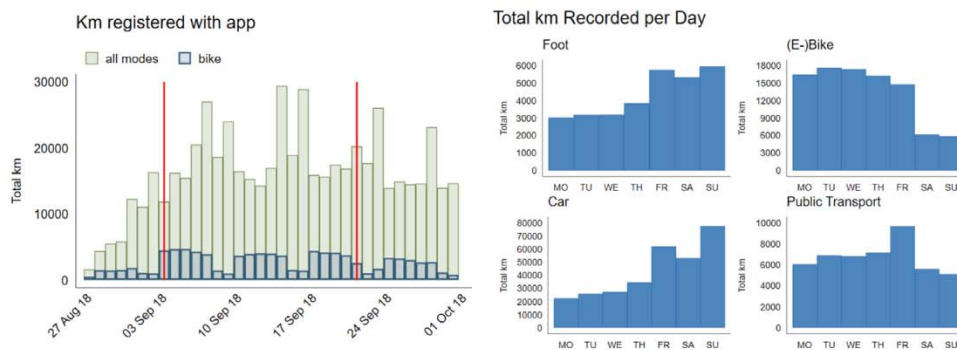 Km registered with app
all modes
bike
30000
20000
10000
0
Total km
27 Aug 18
03 Sep 18
10 Sep 18
17 Sep 18
24 Sep 18
01 Oct 18
Total km Recorded per Day
Foot
6000
5000
4000
3000
2000
1000
0
Total km
MO TU WE TH FR SA SU
(E-)Bike
18000
15000
12000
9000
6000
3000
0
Total km
MO TU WE TH FR SA SU
Car
80000
70000
60000
50000
40000
30000
20000
10000
0
Total km
MO TU WE TH FR SA SU
Public Transport
10000
8000
6000
4000
2000
0
Total km
MO TU WE TH FR SA SU